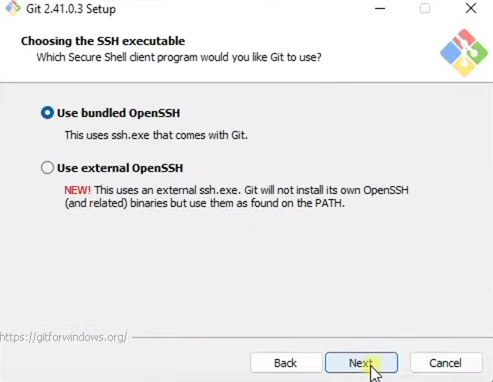 Git 2.41.0.3 Setup
Choosing the SSH executable
Which Secure Shell client program would you like Git to use?
Use bundled OpenSSH
This uses ssh.exe that comes with Git.
Use external OpenSSH
NEW! This uses an external ssh.exe. Git will not install its own OpenSSH
(and related) binaries but use them as found on the PATH.
https://gitforwindows.org/
Back Next Cancel